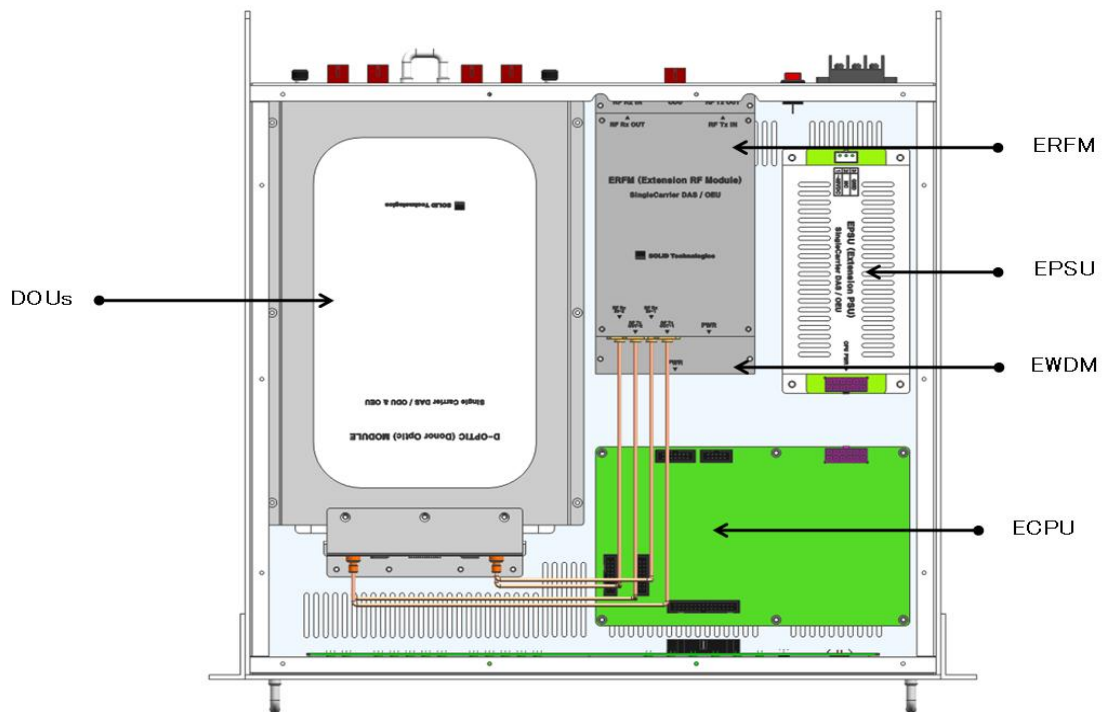 RF Rx OUT
RF Tx IN
ERFM
ERFM (Extension RF Module)
SingleCarrier DAS / OEU
SOLID Technologies
EPSU (Extension PSU)
SingleCarrier DAS / OEU
EPSU
SOLID Technologies
DOUs
PWR
EWDM
Single Carrier DAS / ODU & OEU
D-OPTIC (Donor Optic) MODULE
ECPU